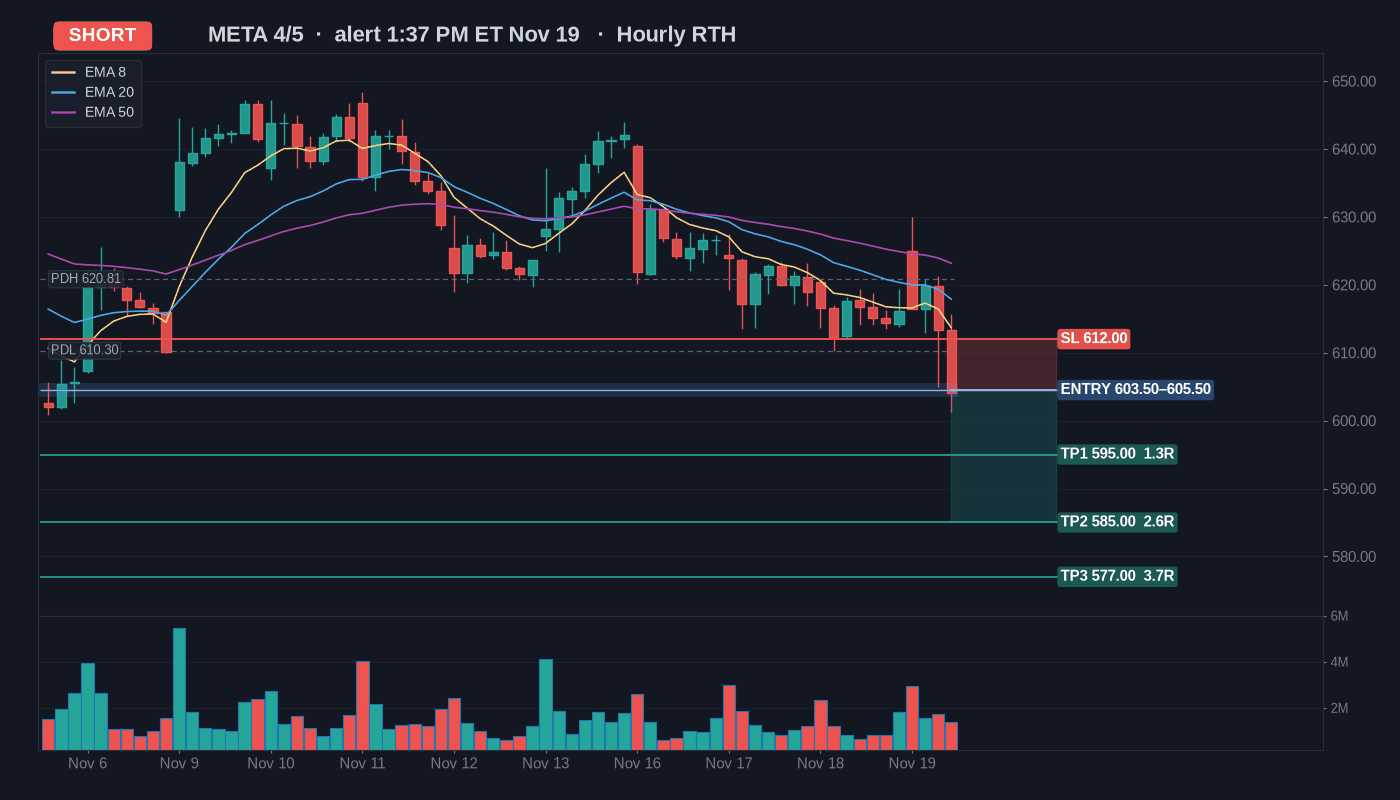 SHORT META 4/5 · alert 1:37 PM ET Nov 19 · Hourly RTH
EMA 8
EMA 20
EMA 50
650.00
640.00
630.00
PDH 620.81
620.00
SL 612.00
PDL 610.30
610.00
ENTRY 603.50–605.50
600.00
TP1 595.00 1.3R
590.00
TP2 585.00 2.6R
580.00
TP3 577.00 3.7R
6M
4M
2M
Nov 6 Nov 9 Nov 10 Nov 11 Nov 12 Nov 13 Nov 16 Nov 17 Nov 18 Nov 19